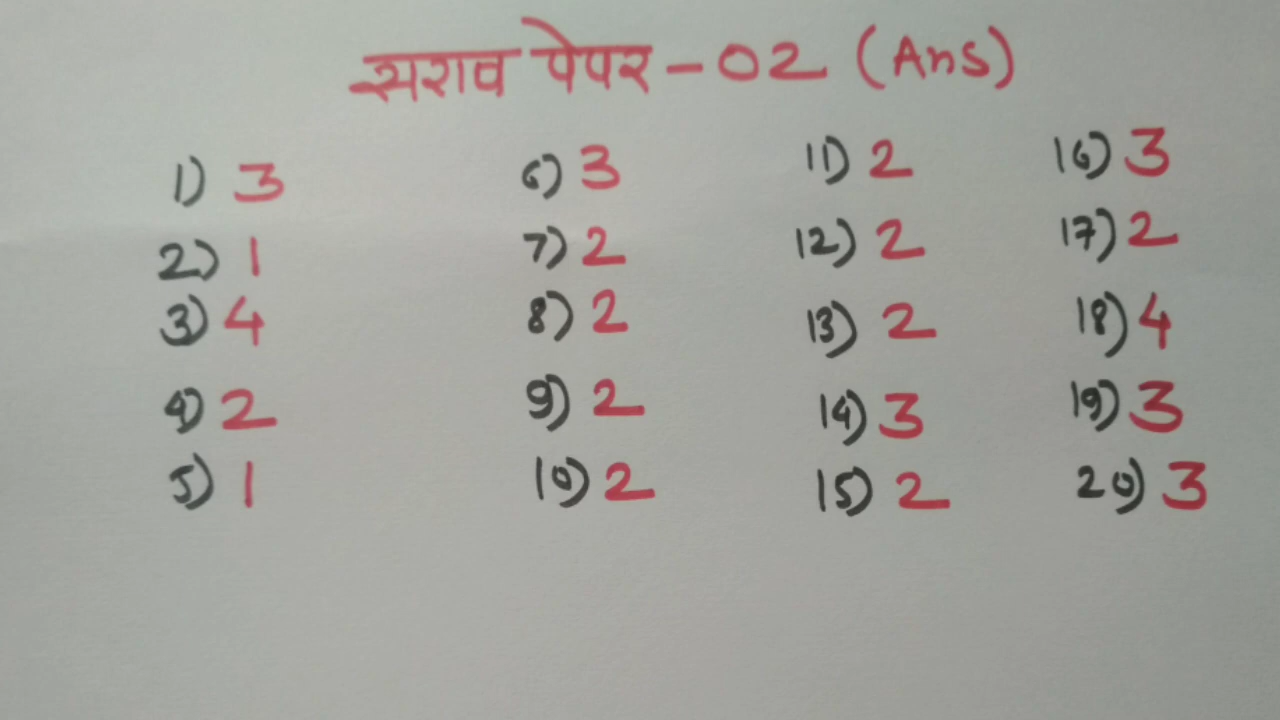 सराव पेपर - 02 (Ans)
1) 3 6) 3 11) 2 16) 3
2) 1 7) 2 12) 2 17) 2
3) 4 8) 2 13) 2 18) 4
4) 2 9) 2 14) 3 19) 3
5) 1 10) 2 15) 2 20) 3